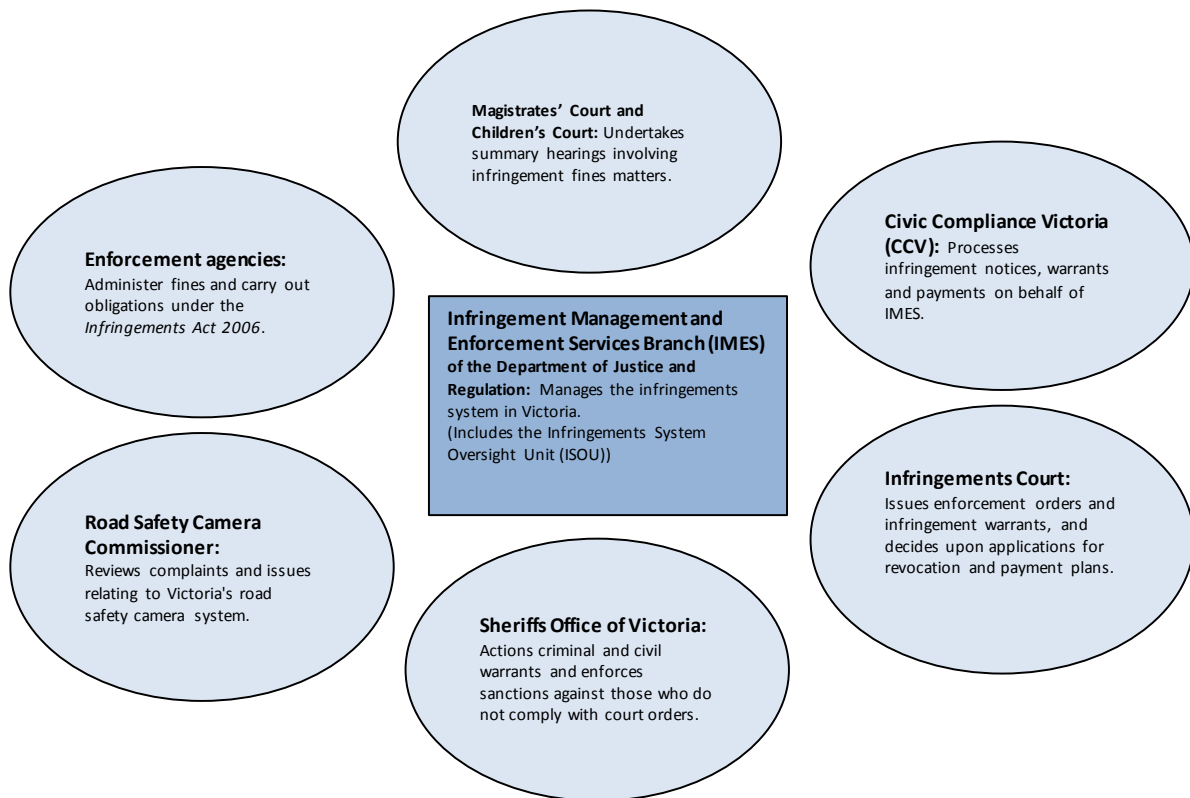 Magistrates’ Court and
Children’s Court: Undertakes
summary hearings involving
infringement fines matters.
Civic Compliance Victoria
(CCV): Processes
infringement notices, warrants
and payments on behalf of
IMES.
Enforcement agencies:
Administer fines and carry out
obligations under the
Infringements Act 2006.
Infringement Management and
Enforcement Services Branch (IMES)
of the Department of Justice and
Regulation: Manages the infringements
system in Victoria.
(Includes the Infringements System
Oversight Unit (ISOU))
Infringements Court:
Issues enforcement orders and
infringement warrants, and
decides upon applications for
revocation and payment plans.
Road Safety Camera
Commissioner:
Reviews complaints and issues
relating to Victoria's road
safety camera system.
Sheriffs Office of Victoria:
Actions criminal and civil
warrants and enforces
sanctions against those who do
not comply with court orders.